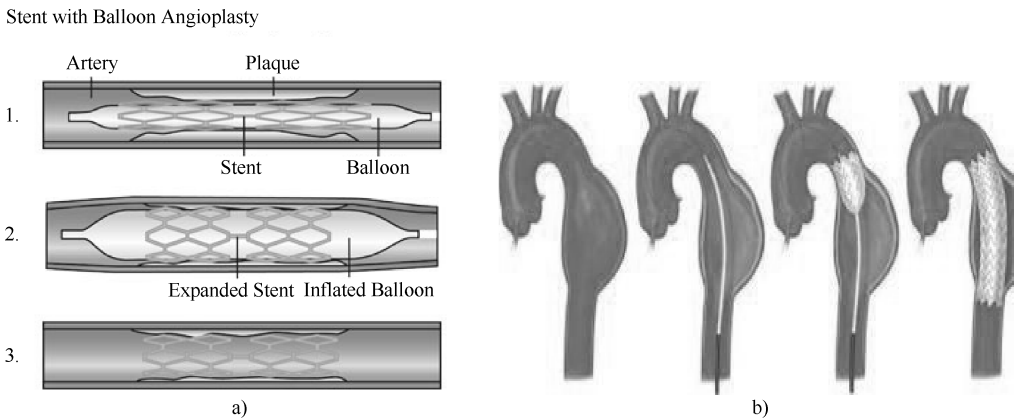 Stent with Balloon Angioplasty
Artery Plaque
1.
Stent Balloon
2.
Expanded Stent Inflated Balloon
3.
a) b)